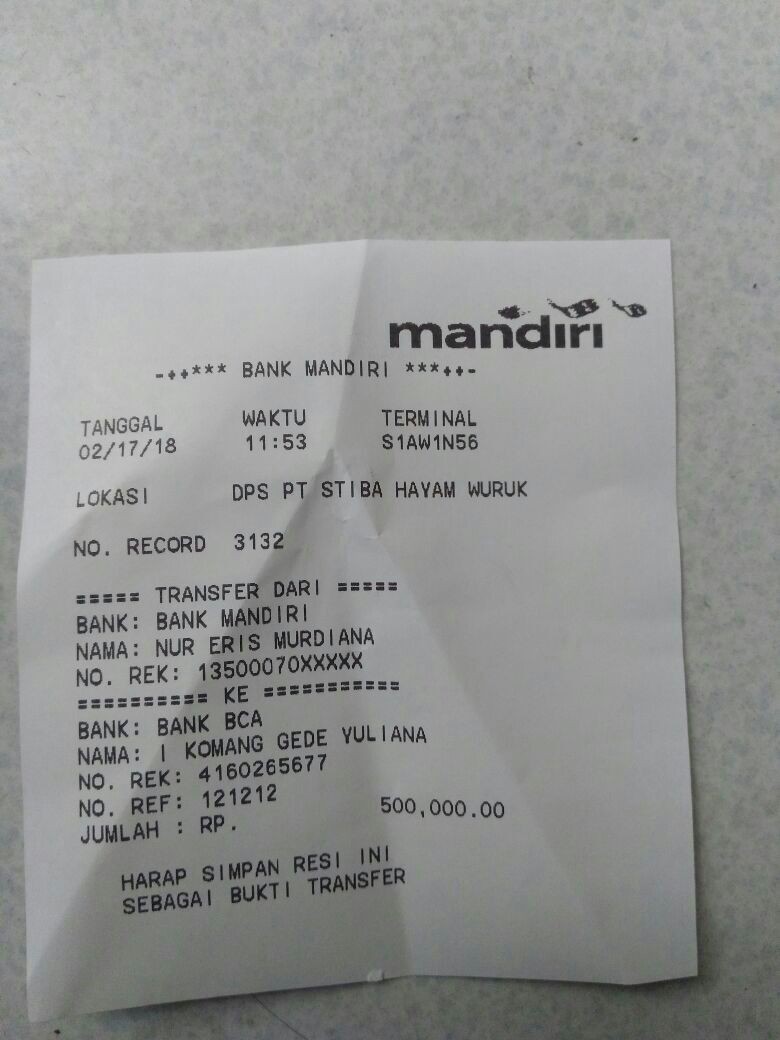 mandiri
-++*** BANK MANDIRI ***++-
TANGGAL WAKTU TERMINAL
02/17/18 11:53 S1AW1N56
LOKASI DPS PT STIBA HAYAM WURUK
NO. RECORD 3132
===== TRANSFER DARI =====
BANK: BANK MANDIRI
NAMA: NUR ERIS MURDIANA
NO. REK: 13500070XXXXX
========== KE ===========
BANK: BANK BCA
NAMA: I KOMANG GEDE YULIANA
NO. REK: 4160265677
NO. REF: 121212
JUMLAH : RP. 500,000.00
HARAP SIMPAN RESI INI
SEBAGAI BUKTI TRANSFER